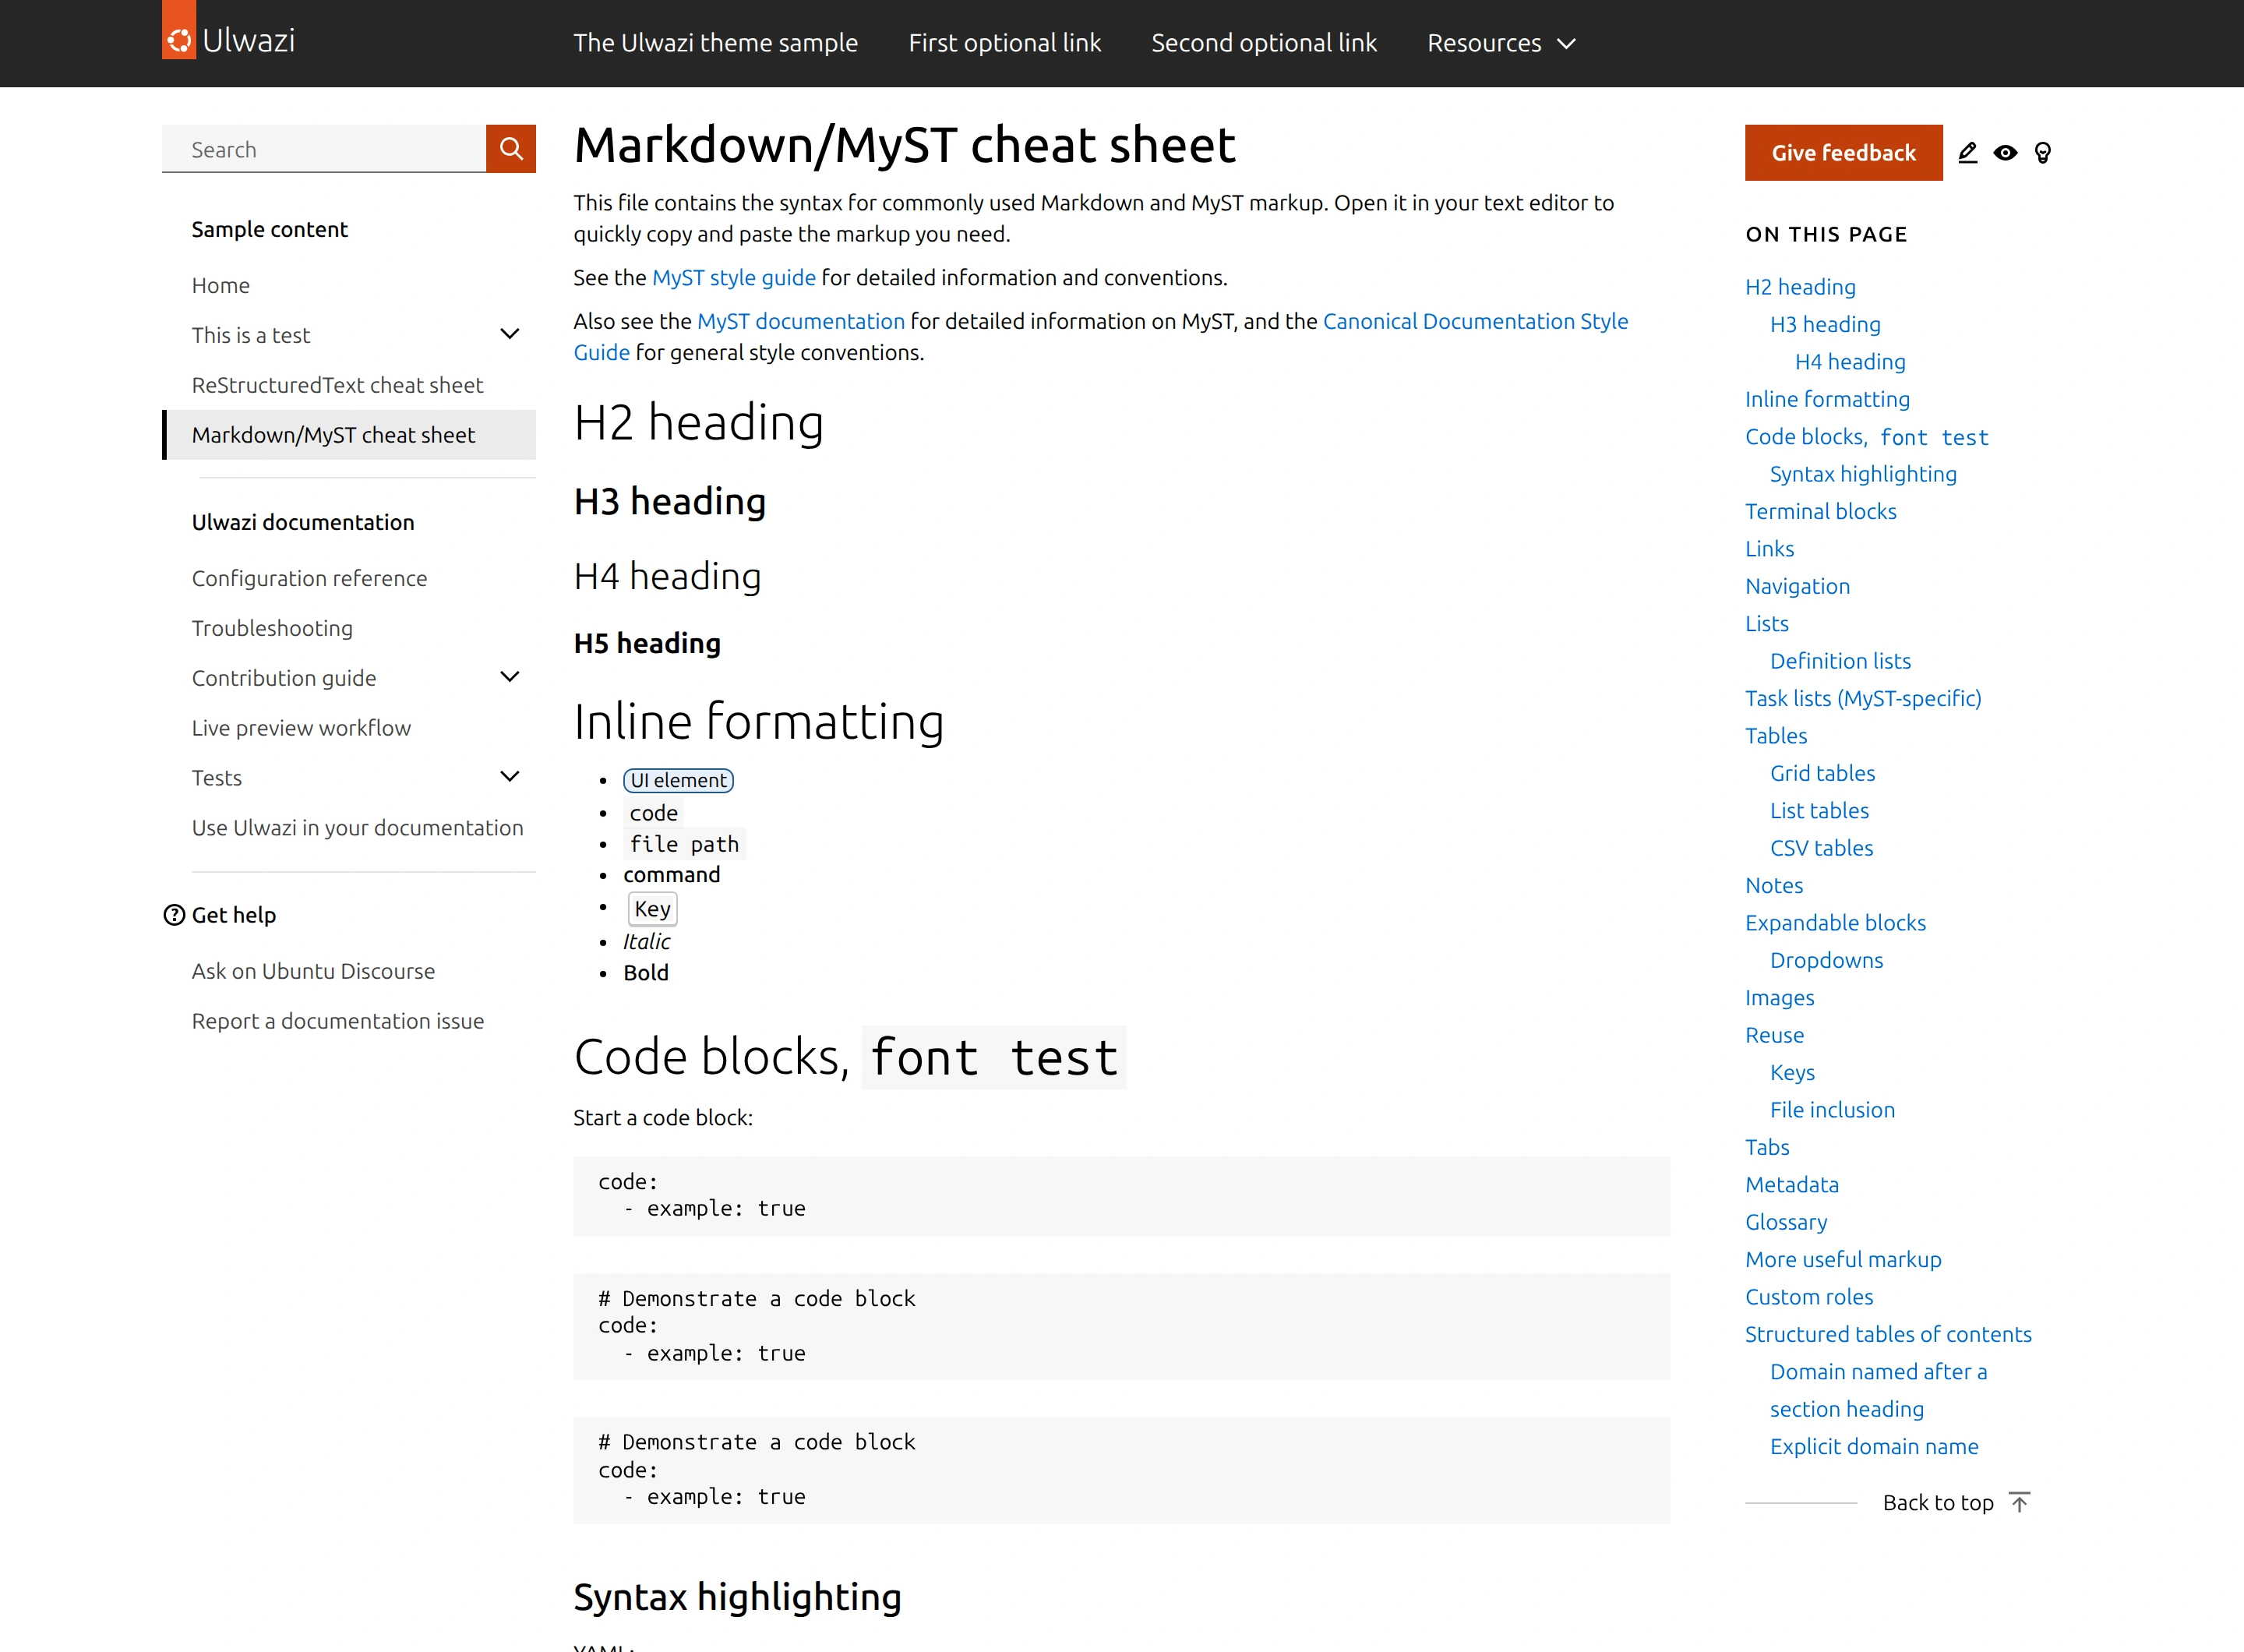 Ulwazi
The Ulwazi theme sample
First optional link
Second optional link
Resources
Search
Sample content
Home
This is a test
ReStructuredText cheat sheet
Markdown/MyST cheat sheet
Ulwazi documentation
Configuration reference
Troubleshooting
Contribution guide
Live preview workflow
Tests
Use Ulwazi in your documentation
Get help
Ask on Ubuntu Discourse
Report a documentation issue
Markdown/MyST cheat sheet
This file contains the syntax for commonly used Markdown and MyST markup. Open it in your text editor to
quickly copy and paste the markup you need.
See the MyST style guide for detailed information and conventions.
Also see the MyST documentation for detailed information on MyST, and the Canonical Documentation Style
Guide for general style conventions.
H2 heading
H3 heading
H4 heading
H5 heading
Inline formatting
• UI element
• code
• file path
• command
• Key
• Italic
• Bold
Code blocks, font test
Start a code block:
code:
  - example: true
# Demonstrate a code block
code:
  - example: true
# Demonstrate a code block
code:
  - example: true
Syntax highlighting
YAML:
Give feedback
ON THIS PAGE
H2 heading
H3 heading
H4 heading
Inline formatting
Code blocks, font test
Syntax highlighting
Terminal blocks
Links
Navigation
Lists
Definition lists
Task lists (MyST-specific)
Tables
Grid tables
List tables
CSV tables
Notes
Expandable blocks
Dropdowns
Images
Reuse
Keys
File inclusion
Tabs
Metadata
Glossary
More useful markup
Custom roles
Structured tables of contents
Domain named after a
section heading
Explicit domain name
Back to top